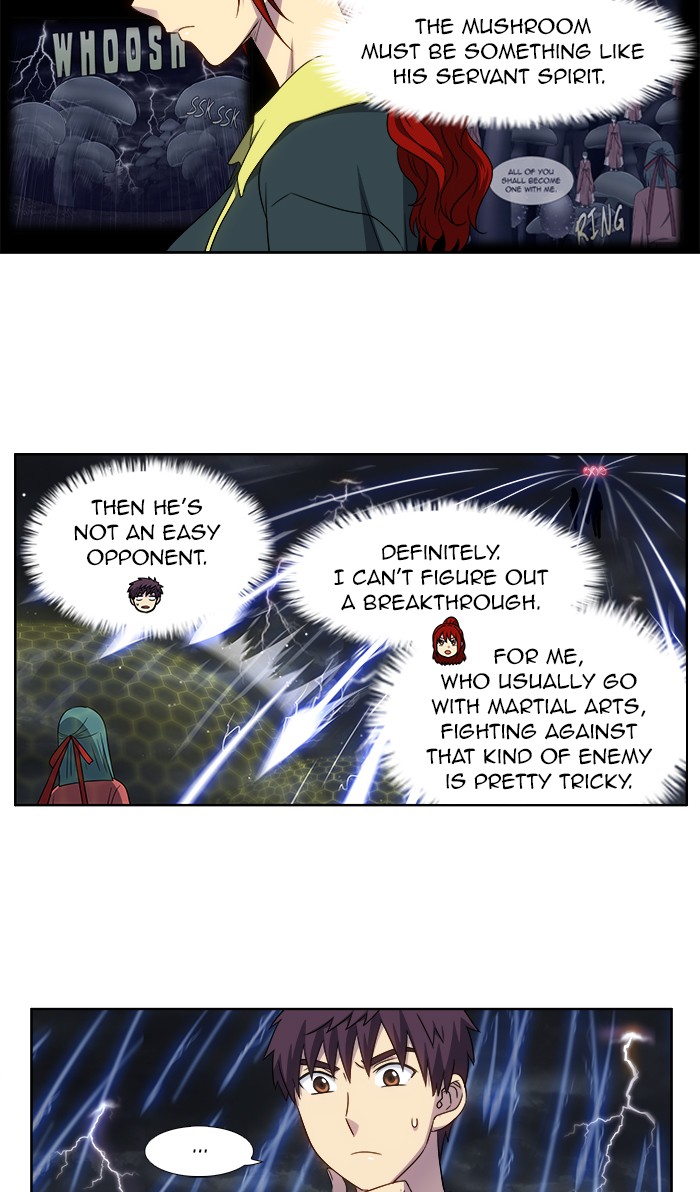 THE MUSHROOM
MUST BE SOMETHING LIKE
HIS SERVANT SPIRIT.
WHOOSH
SSK SSK
ALL OF YOU
SHALL BECOME
ONE WITH ME.
RING
THEN HE'S
NOT AN EASY
OPPONENT.
DEFINITELY.
I CAN'T FIGURE OUT
A BREAKTHROUGH.
FOR ME,
WHO USUALLY GO
WITH MARTIAL ARTS,
FIGHTING AGAINST
THAT KIND OF ENEMY
IS PRETTY TRICKY.
...